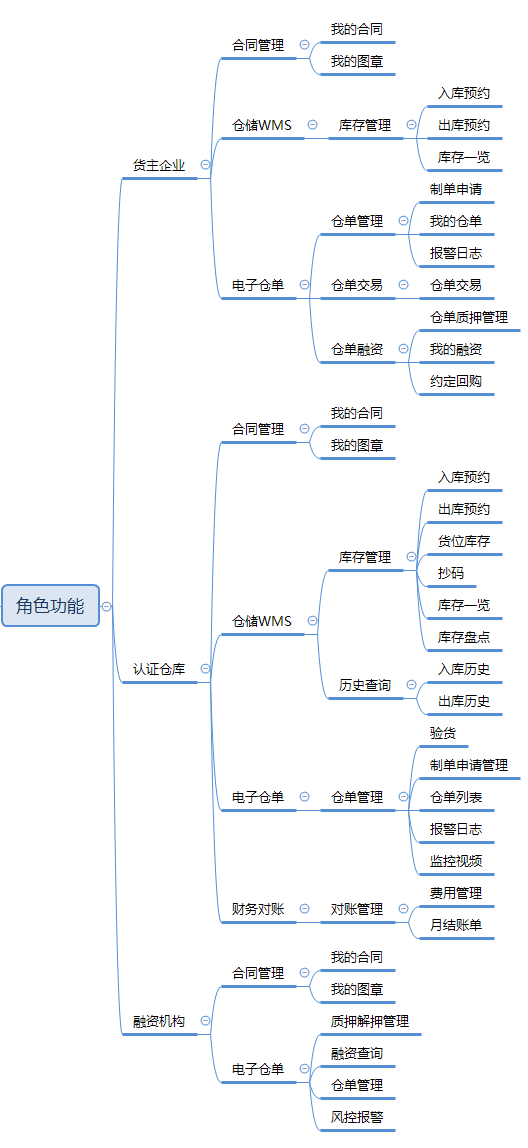 角色功能
货主企业
合同管理
我的合同
我的图章
仓储WMS
库存管理
入库预约
出库预约
库存一览
电子仓单
仓单管理
制单申请
我的仓单
报警日志
仓单交易
仓单交易
仓单融资
仓单质押管理
我的融资
约定回购
认证仓库
合同管理
我的合同
我的图章
仓储WMS
库存管理
入库预约
出库预约
货位库存
抄码
库存一览
库存盘点
历史查询
入库历史
出库历史
电子仓单
仓单管理
验货
制单申请管理
仓单列表
报警日志
监控视频
财务对账
对账管理
费用管理
月结账单
融资机构
合同管理
我的合同
我的图章
电子仓单
质押解押管理
融资查询
仓单管理
风控报警